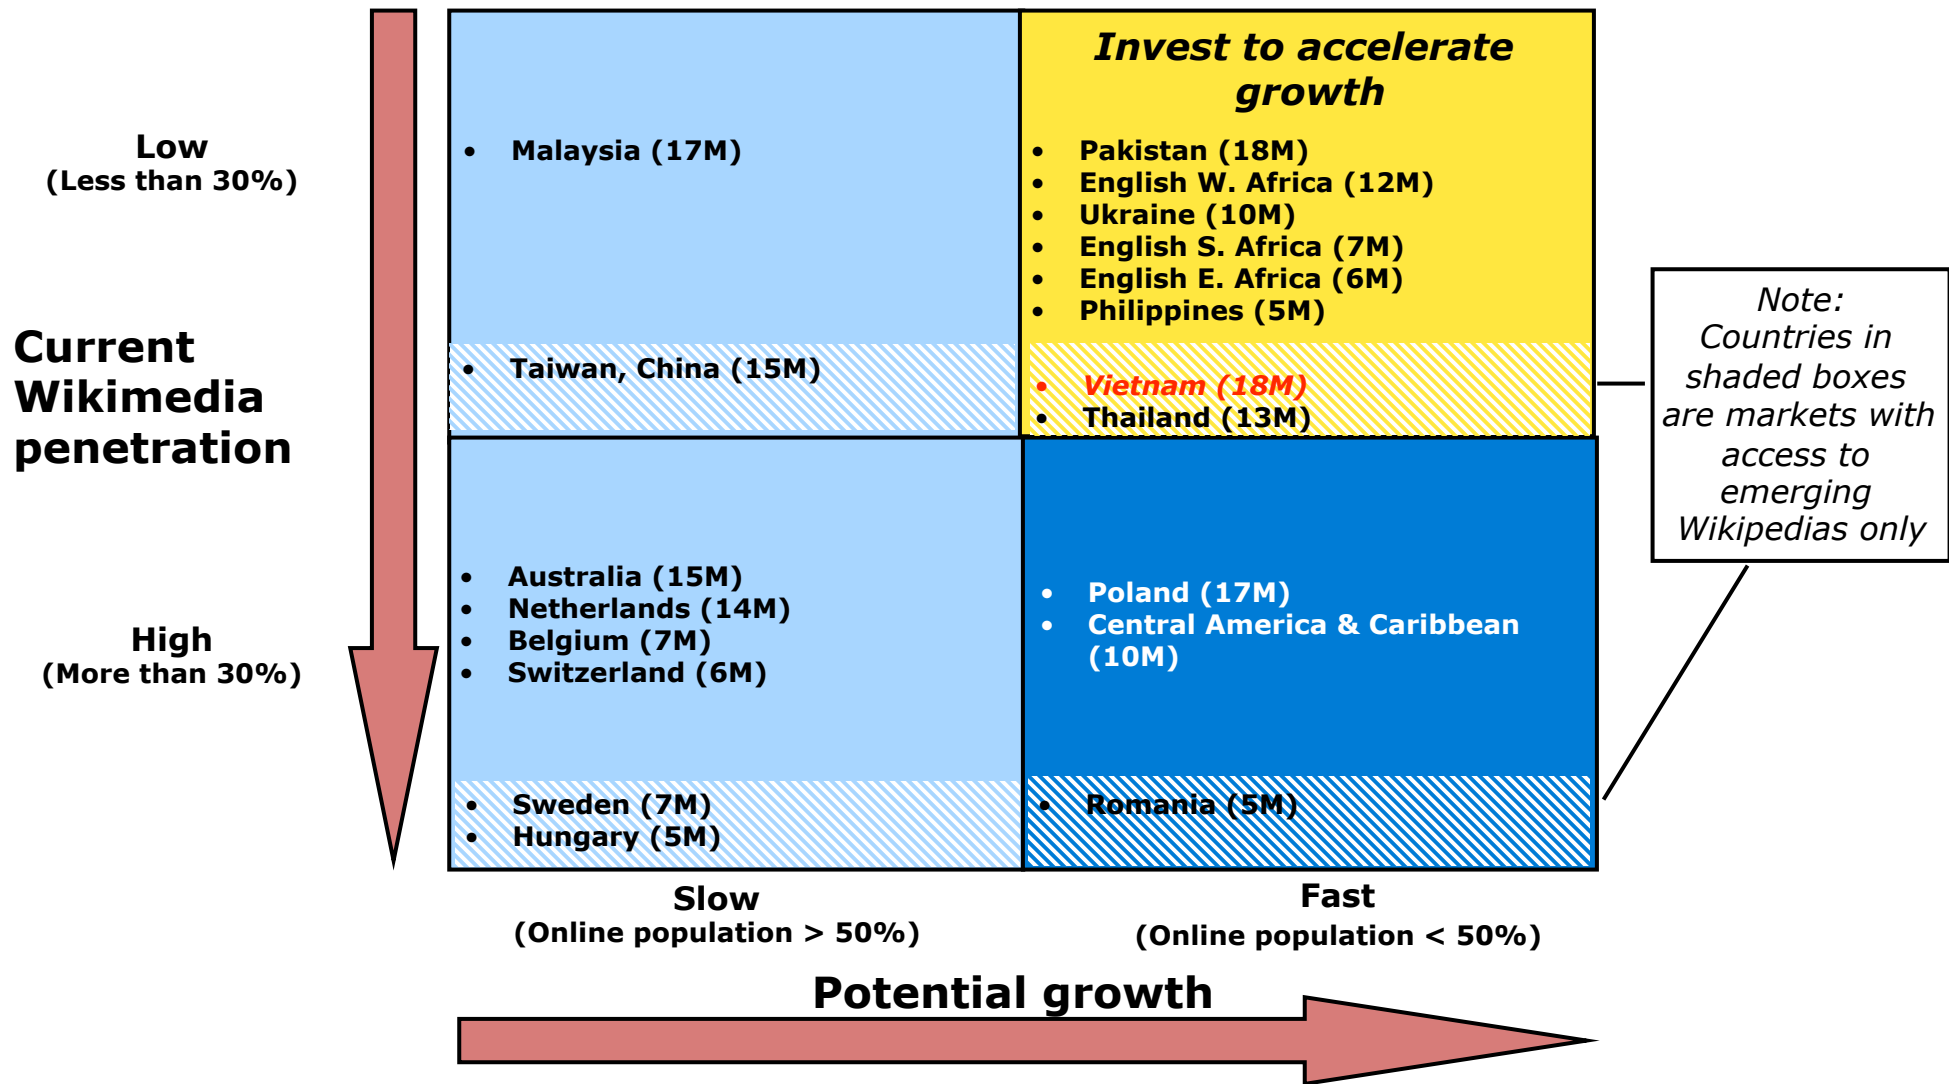 Invest to accelerate
growth
Low
(Less than 30%)
• Malaysia (17M)
• Pakistan (18M)
• English W. Africa (12M)
• Ukraine (10M)
• English S. Africa (7M)
• English E. Africa (6M)
• Philippines (5M)
• Taiwan, China (15M)
• Vietnam (18M)
• Thailand (13M)
Note:
Countries in
shaded boxes
are markets with
access to
emerging
Wikipedias only
Current
Wikimedia
penetration
High
(More than 30%)
• Australia (15M)
• Netherlands (14M)
• Belgium (7M)
• Switzerland (6M)
• Poland (17M)
• Central America & Caribbean
(10M)
• Sweden (7M)
• Hungary (5M)
• Romania (5M)
Slow
(Online population > 50%)
Fast
(Online population < 50%)
Potential growth